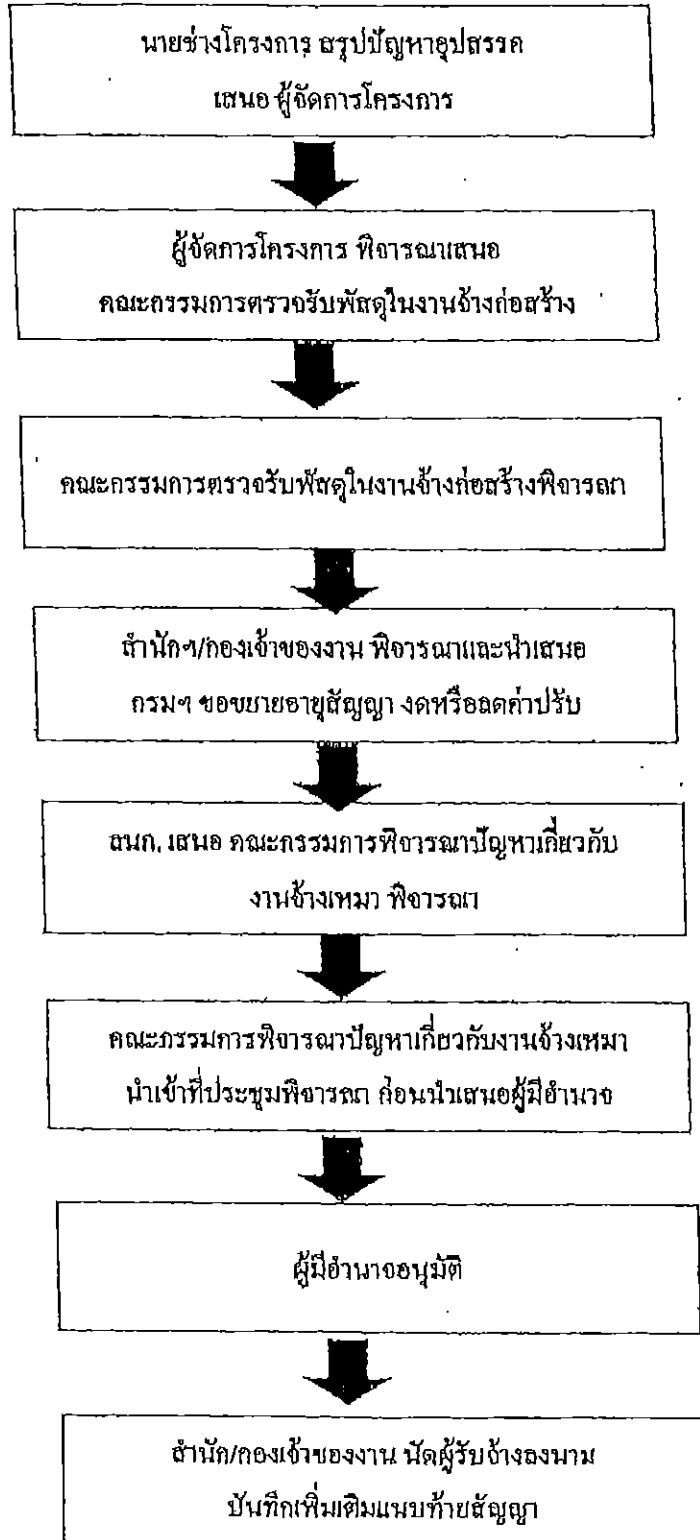 นายช่างโครงการ สรุปปัญหาอุปสรรค
เสนอ ผู้จัดการโครงการ
ผู้จัดการโครงการ พิจารณาเสนอ
คณะกรรมการตรวจรับพัสดุในงานจ้างก่อสร้าง
คณะกรรมการตรวจรับพัสดุในงานจ้างก่อสร้างพิจารณา
สำนักฯ/กองเจ้าของงาน พิจารณาและนำเสนอ
กรมฯ ขอขยายอายุสัญญา งดหรือลดค่าปรับ
สนก. เสนอ คณะกรรมการพิจารณาปัญหาเกี่ยวกับ
งานจ้างเหมา พิจารณา
คณะกรรมการพิจารณาปัญหาเกี่ยวกับงานจ้างเหมา
นำเข้าที่ประชุมพิจารณา ก่อนนำเสนอผู้มีอำนาจ
ผู้มีอำนาจอนุมัติ
สำนัก/กองเจ้าของงาน นัดผู้รับจ้างลงนาม
บันทึกเพิ่มเติมแนบท้ายสัญญา